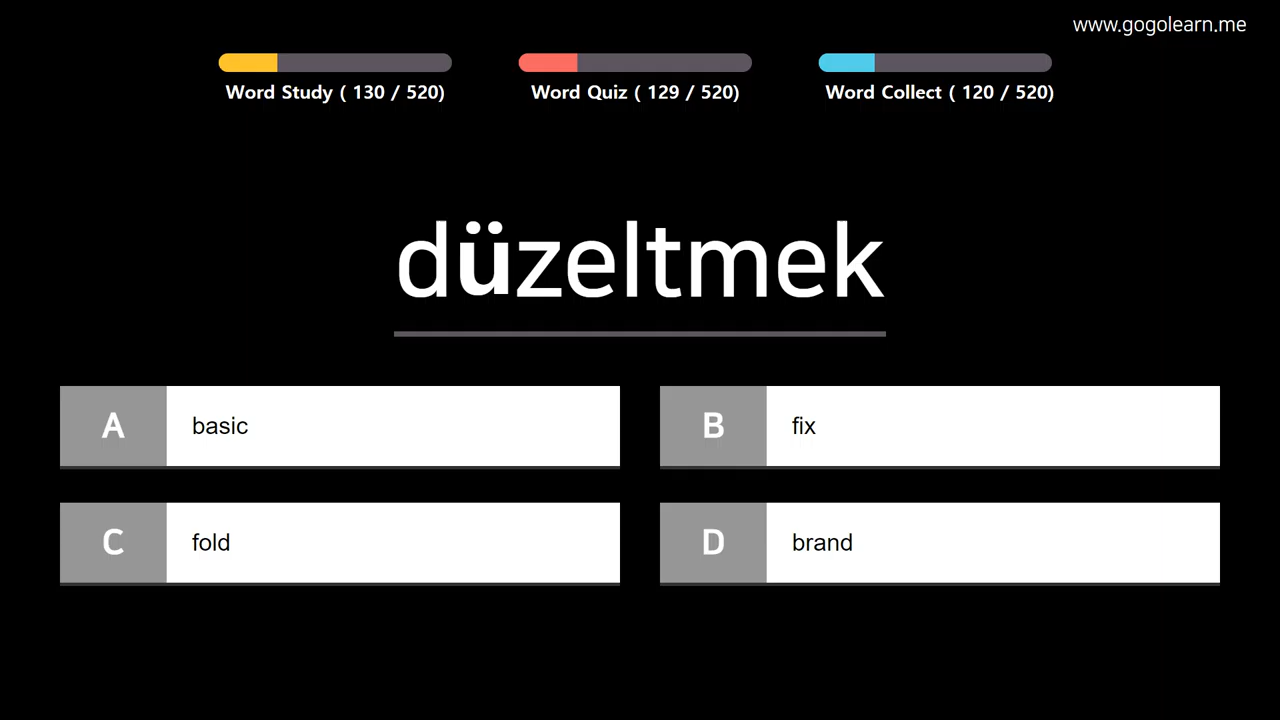 www.gogolearn.me
Word Study ( 130 / 520)
Word Quiz ( 129 / 520)
Word Collect ( 120 / 520)
düzeltmek
A basic
B fix
C fold
D brand